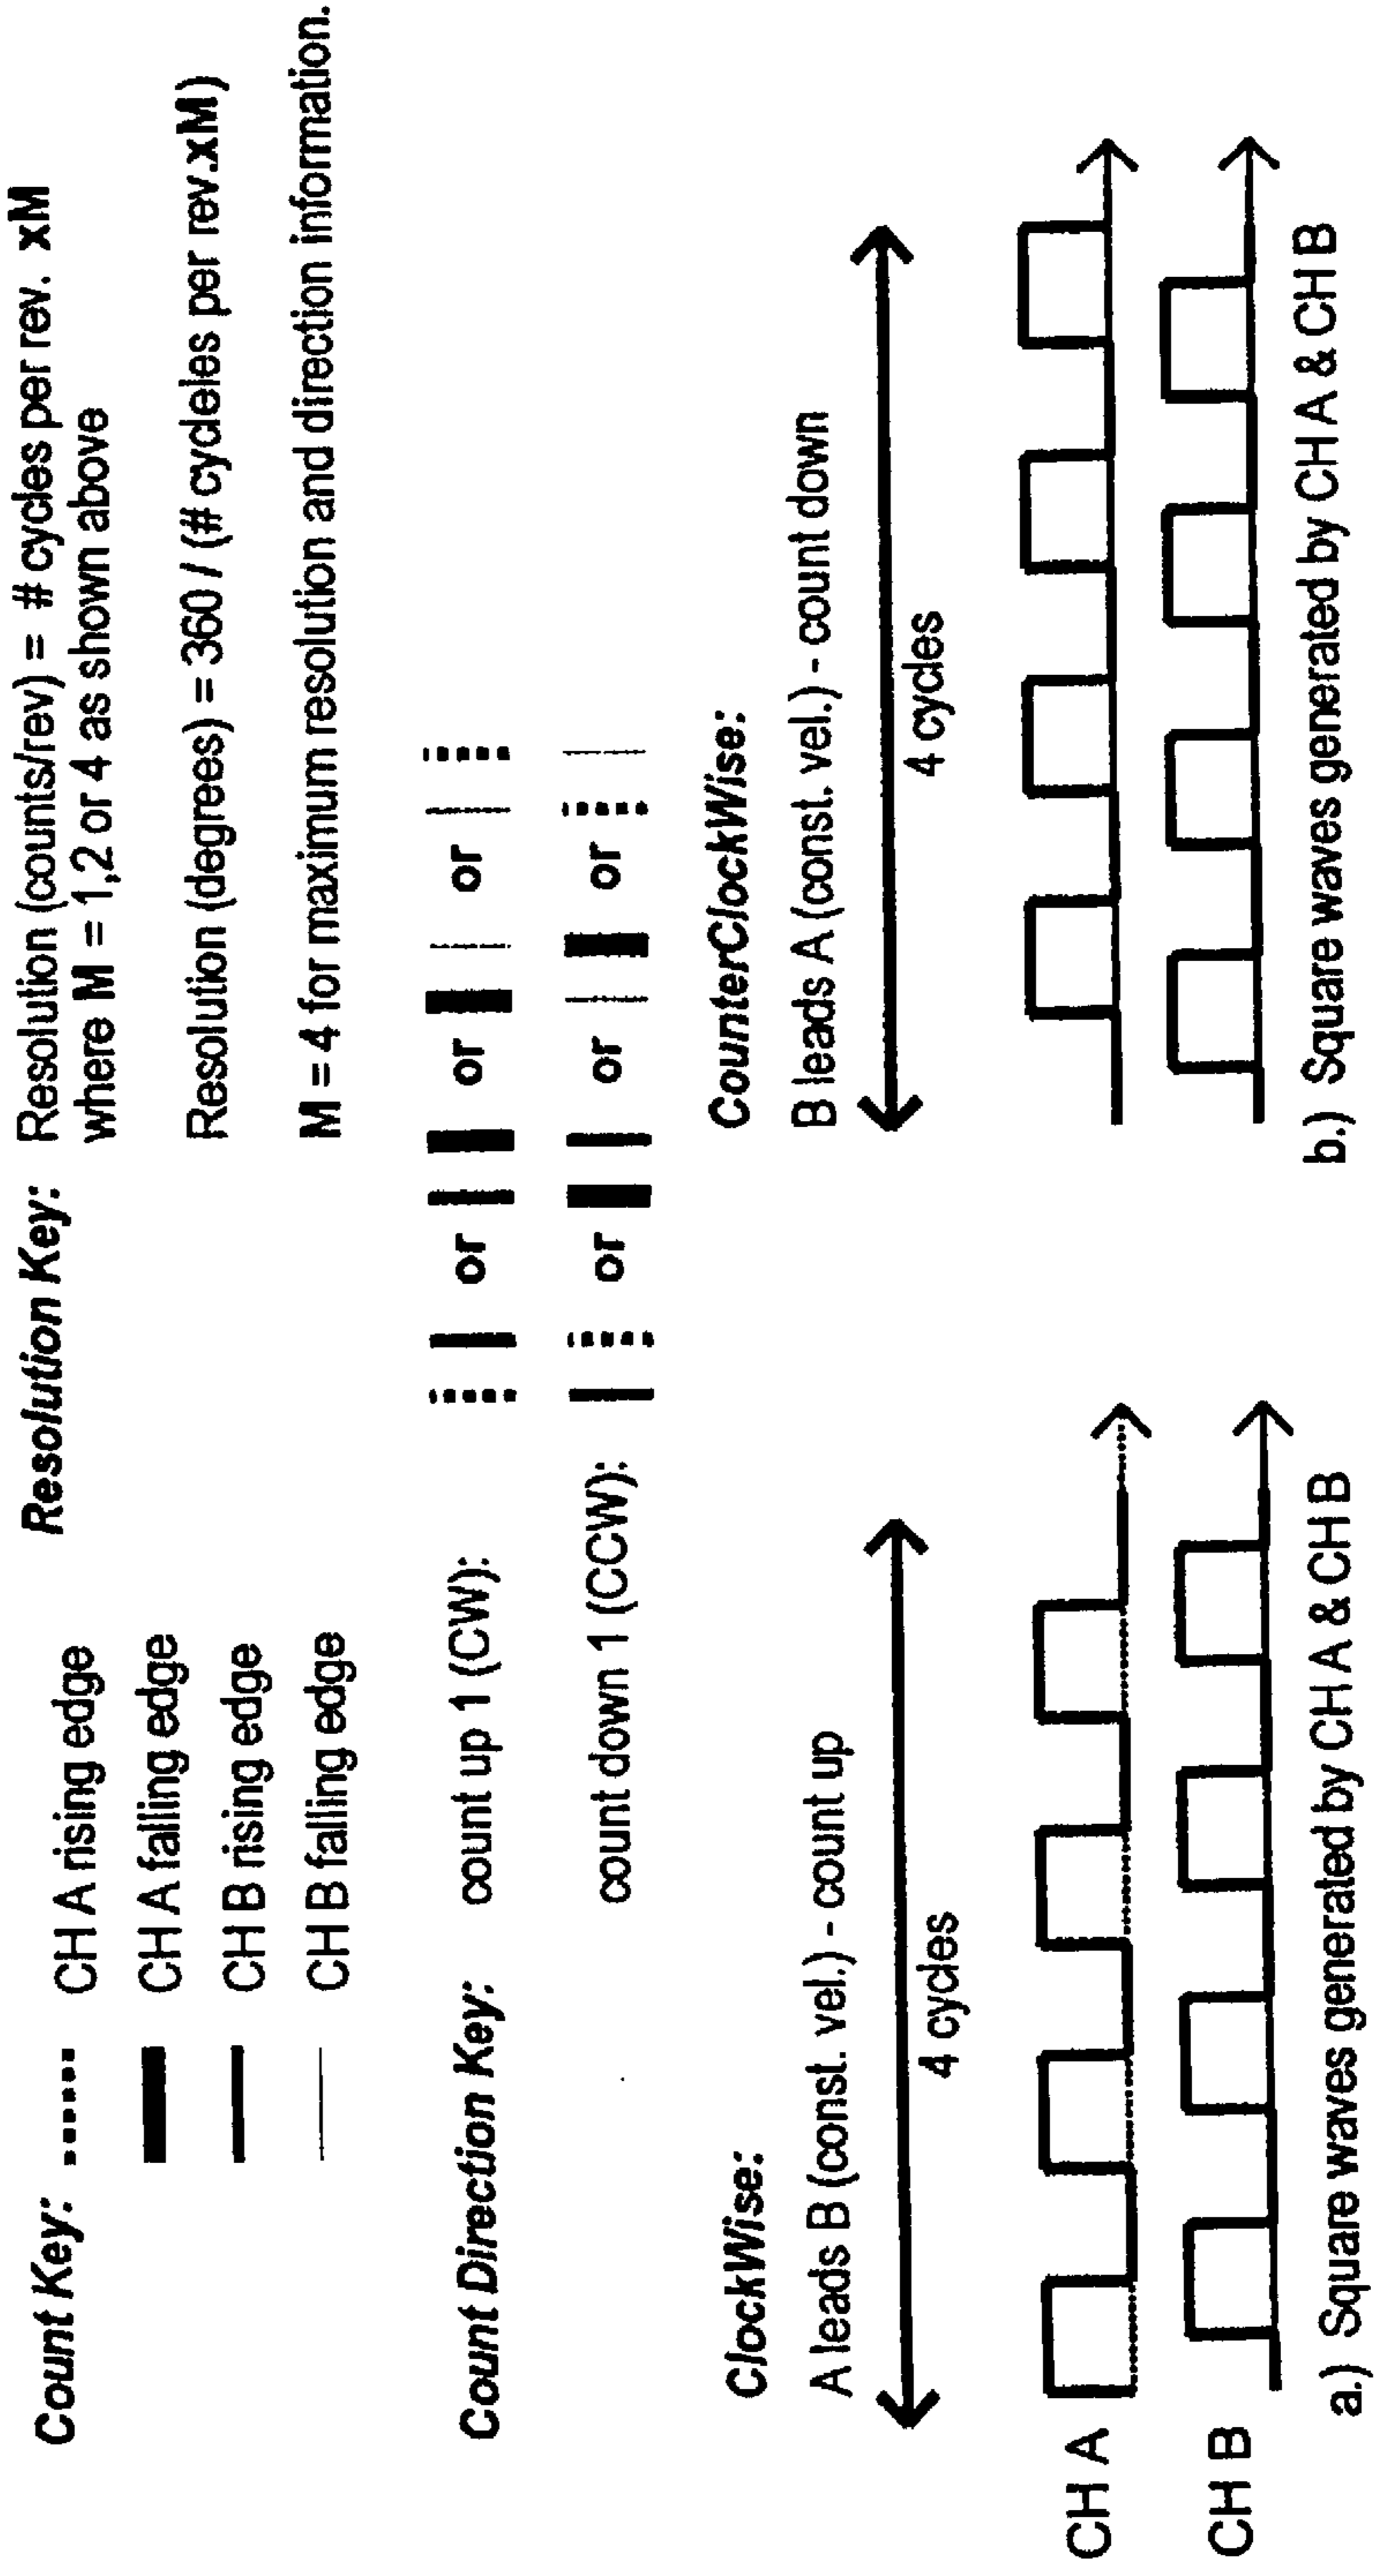 Count Key:
CH A rising edge
CH A falling edge
CH B rising edge
CH B falling edge
Resolution Key:
Resolution (counts/rev) = # cycles per rev. xM
where M = 1,2 or 4 as shown above
Resolution (degrees) = 360 / (# cycleles per rev.xM)
M = 4 for maximum resolution and direction information.
Count Direction Key:
count up 1 (CW): or or or
count down 1 (CCW): or or or
ClockWise:
A leads B (const. vel.) - count up
4 cycles
CounterClockWise:
B leads A (const. vel.) - count down
4 cycles
CH A
CH B
a.) Square waves generated by CH A & CH B
b.) Square waves generated by CH A & CH B